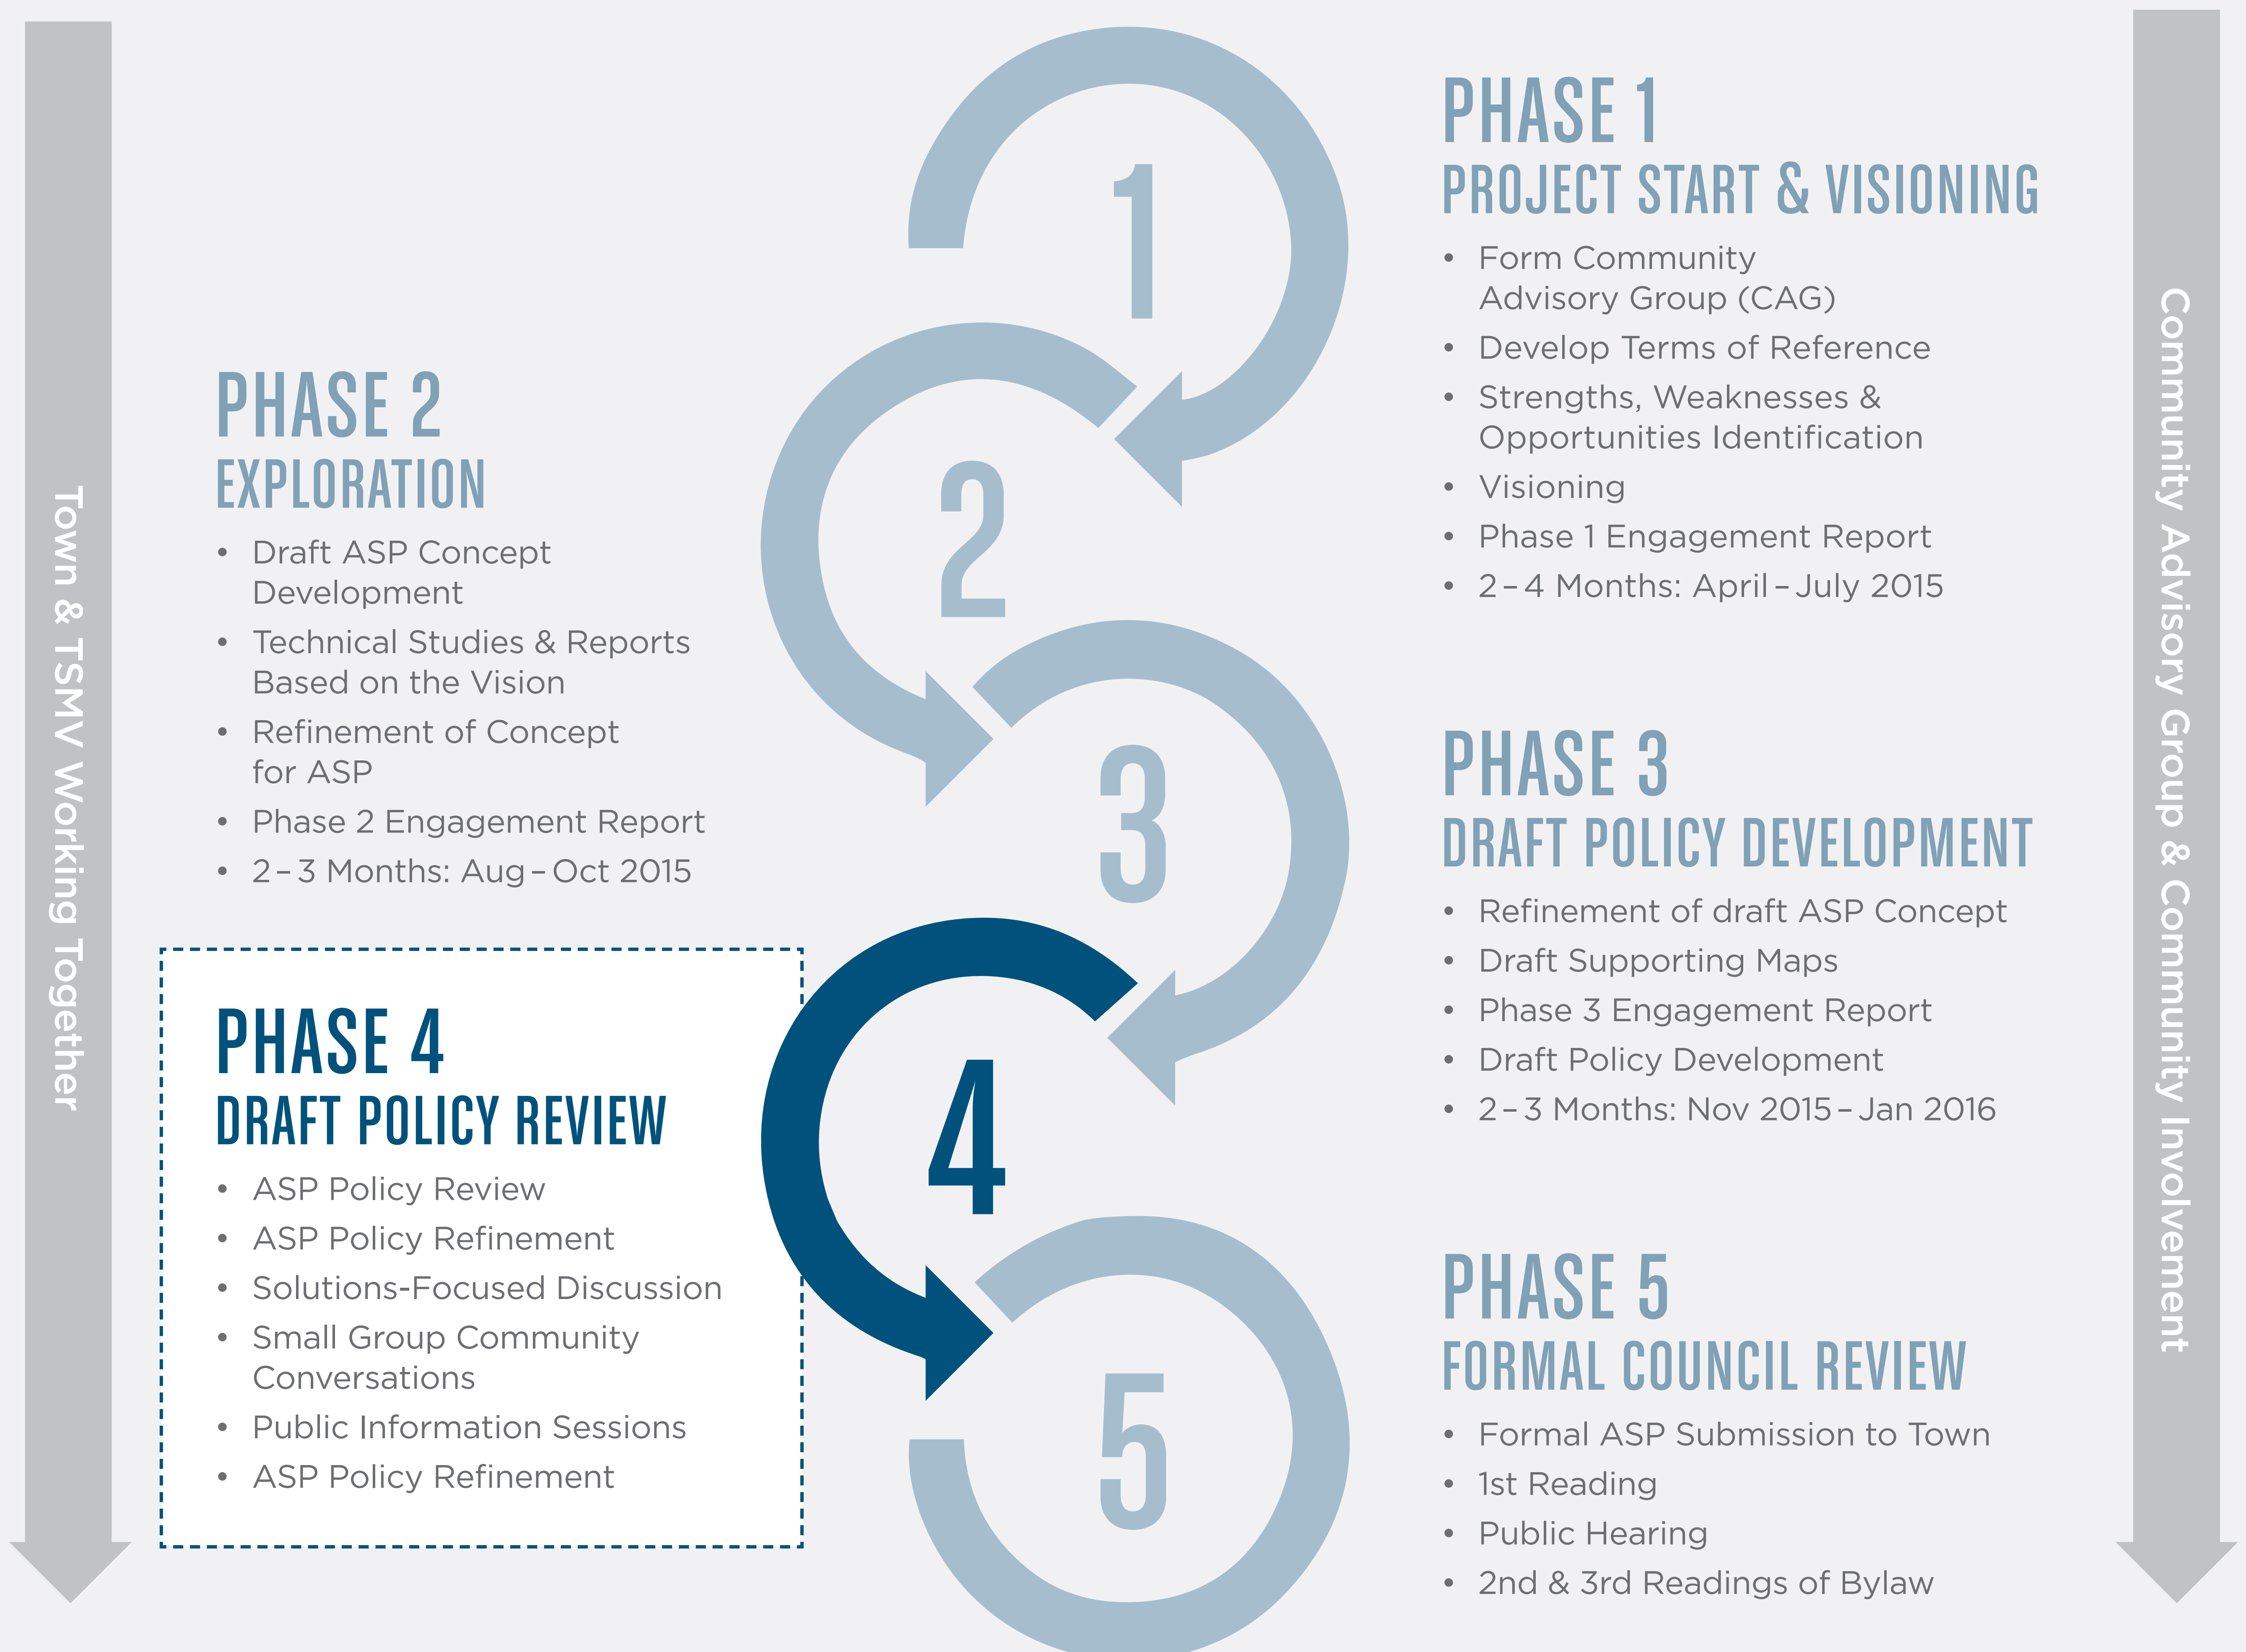 Town & TSMV Working Together
1
PHASE 1
PROJECT START & VISIONING
• Form Community
Advisory Group (CAG)
• Develop Terms of Reference
• Strengths, Weaknesses &
Opportunities Identification
• Visioning
• Phase 1 Engagement Report
• 2–4 Months: April–July 2015
2
PHASE 2
EXPLORATION
• Draft ASP Concept
Development
• Technical Studies & Reports
Based on the Vision
• Refinement of Concept
for ASP
• Phase 2 Engagement Report
• 2–3 Months: Aug–Oct 2015
3
PHASE 3
DRAFT POLICY DEVELOPMENT
• Refinement of draft ASP Concept
• Draft Supporting Maps
• Phase 3 Engagement Report
• Draft Policy Development
• 2–3 Months: Nov 2015–Jan 2016
4
PHASE 4
DRAFT POLICY REVIEW
• ASP Policy Review
• ASP Policy Refinement
• Solutions-Focused Discussion
• Small Group Community
Conversations
• Public Information Sessions
• ASP Policy Refinement
5
PHASE 5
FORMAL COUNCIL REVIEW
• Formal ASP Submission to Town
• 1st Reading
• Public Hearing
• 2nd & 3rd Readings of Bylaw
Community Advisory Group & Community Involvement